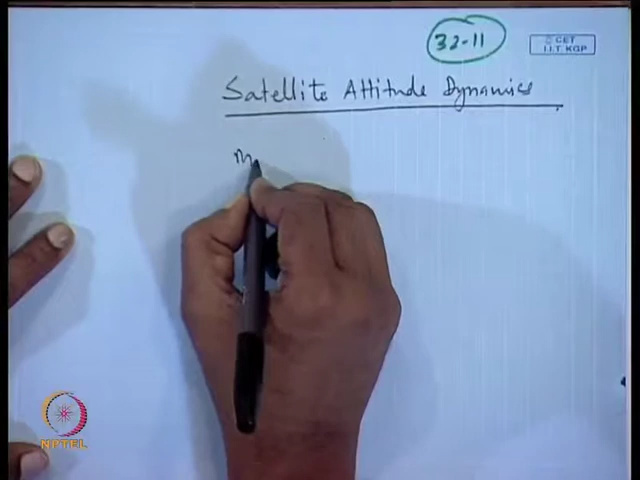 32-11
© CET
I.I.T. KGP
Satellite Attitude Dynamics
m
NPTEL